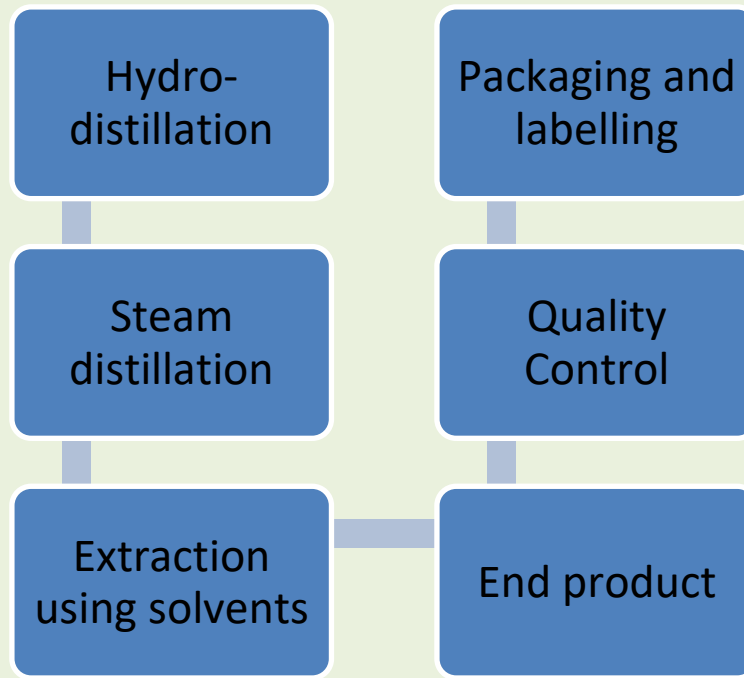 Hydro-
distillation
Steam
distillation
Extraction
using solvents
End product
Quality
Control
Packaging and
labelling